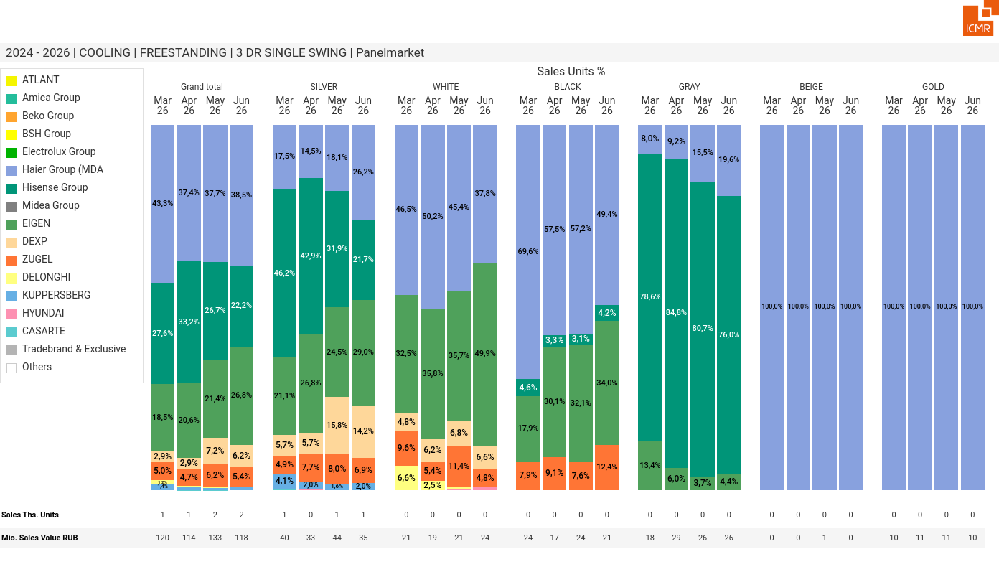 ICMR
2024 - 2026 | COOLING | FREESTANDING | 3 DR SINGLE SWING | Panelmarket
ATLANT
Amica Group
Beko Group
BSH Group
Electrolux Group
Haier Group (MDA
Hisense Group
Midea Group
EIGEN
DEXP
ZUGEL
DELONGHI
KUPPERSBERG
HYUNDAI
CASARTE
Tradebrand & Exclusive
Others
Sales Units %
Grand total SILVER WHITE BLACK GRAY BEIGE GOLD
Mar Apr May Jun Mar Apr May Jun Mar Apr May Jun Mar Apr May Jun Mar Apr May Jun Mar Apr May Jun Mar Apr May Jun
26 26 26 26 26 26 26 26 26 26 26 26 26 26 26 26 26 26 26 26 26 26 26 26 26 26 26 26
43,3% 27,6% 18,5% 2,9% 5,0% 1,2% 1,4%
37,4% 33,2% 20,6% 2,9% 4,7%
37,7% 26,7% 21,4% 7,2% 6,2%
38,5% 22,2% 26,8% 6,2% 5,4%
17,5% 46,2% 21,1% 5,7% 4,9% 4,1%
14,5% 42,9% 26,8% 5,7% 7,7% 2,0%
18,1% 31,9% 24,5% 15,8% 8,0% 1,6%
26,2% 21,7% 29,0% 14,2% 6,9% 2,0%
46,5% 32,5% 4,8% 9,6% 6,6%
50,2% 35,8% 6,2% 5,4% 2,5%
45,4% 35,7% 6,8% 11,4%
37,8% 49,9% 6,6% 4,8%
69,6% 4,6% 17,9% 7,9%
57,5% 3,3% 30,1% 9,1%
57,2% 3,1% 32,1% 7,6%
49,4% 4,2% 34,0% 12,4%
8,0% 78,6% 13,4%
9,2% 84,8% 6,0%
15,5% 80,7% 3,7%
19,6% 76,0% 4,4%
100,0% 100,0% 100,0% 100,0%
100,0% 100,0% 100,0% 100,0%
Sales Ths. Units 1 1 2 2 1 0 1 1 0 0 0 0 0 0 0 0 0 0 0 0 0 0 0 0 0 0 0 0
Mio. Sales Value RUB 120 114 133 118 40 33 44 35 21 19 21 24 24 17 24 21 18 29 26 26 0 0 1 0 10 11 11 10